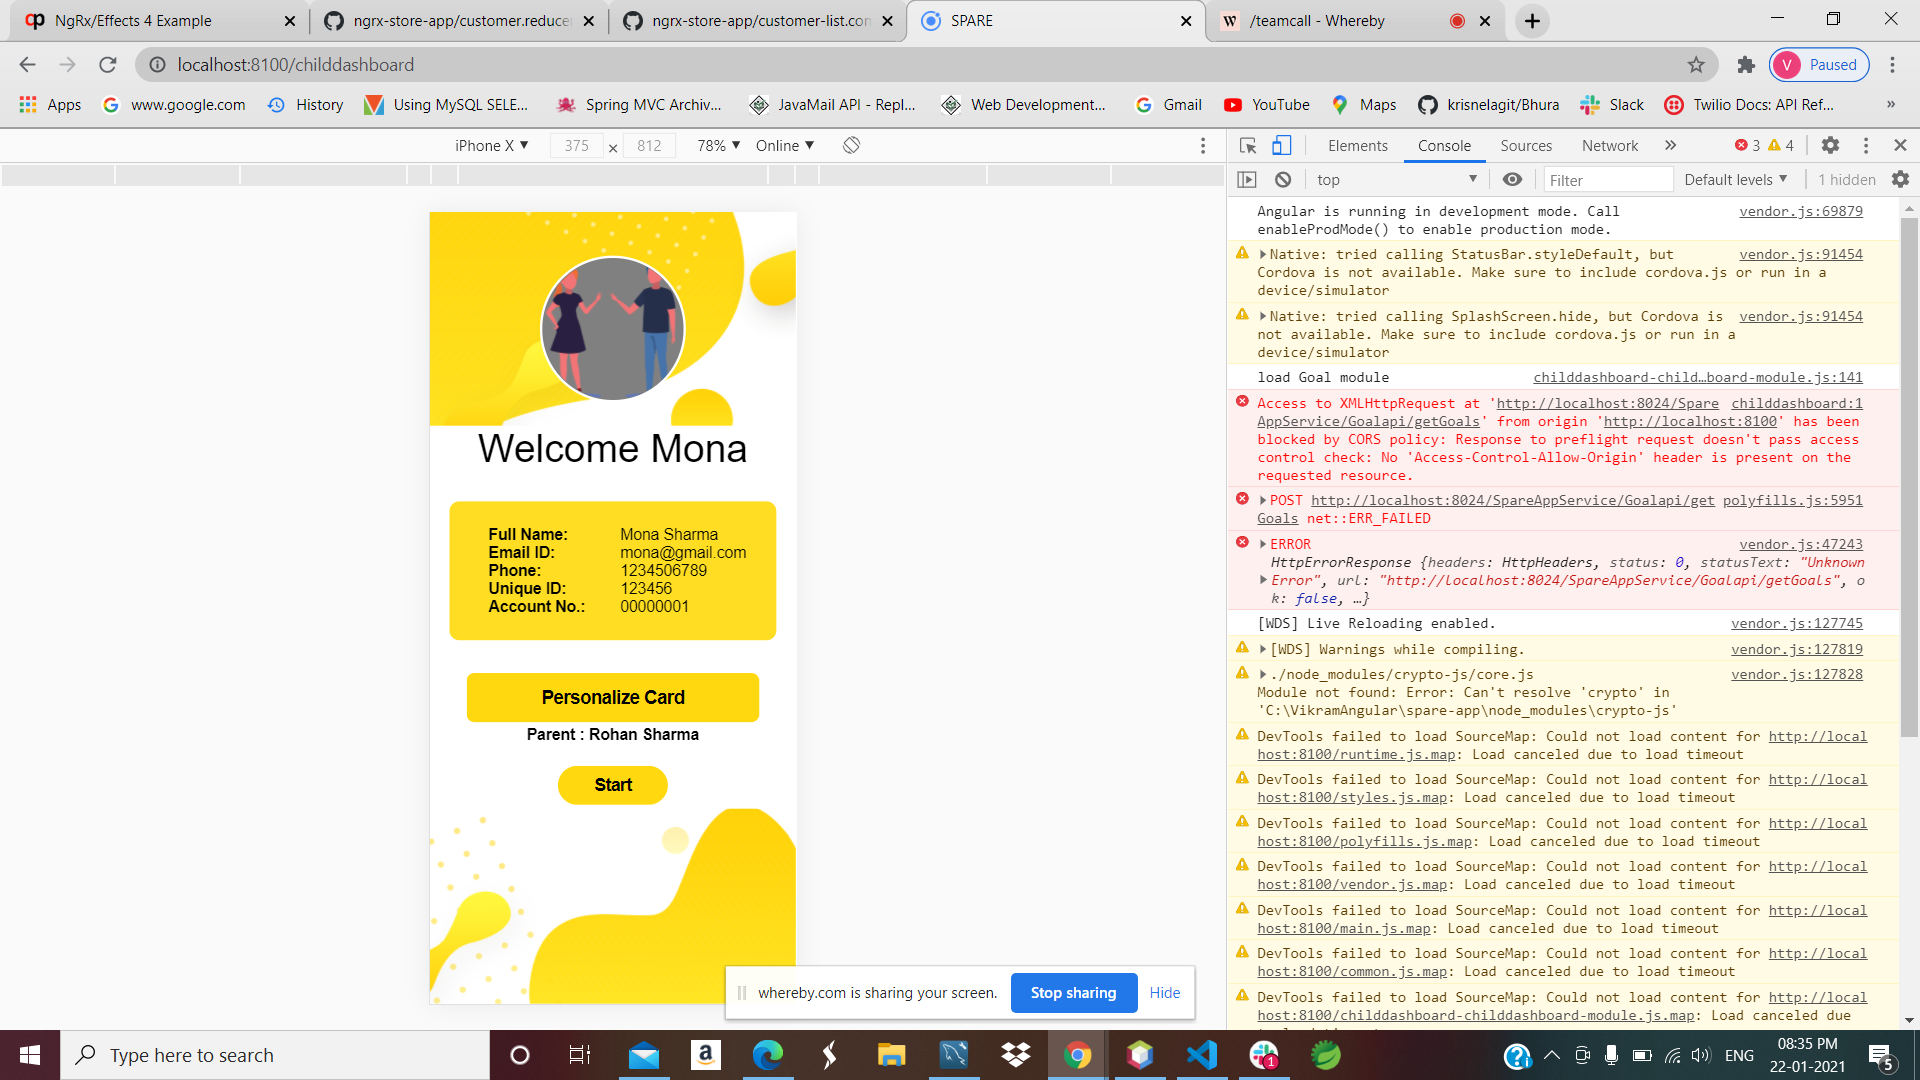 NgRx/Effects 4 Example
ngrx-store-app/customer.reduce
ngrx-store-app/customer-list.con
SPARE
/teamcall - Whereby
localhost:8100/childdashboard
V Paused
Apps
www.google.com
History
Using MySQL SELE...
Spring MVC Archiv...
JavaMail API - Repl...
Web Development...
Gmail
YouTube
Maps
krisnelagit/Bhura
Slack
Twilio Docs: API Ref...
»
iPhone X ▼ 375 × 812 78% ▼ Online ▼
Elements Console Sources Network » 3 4
top ▼ Filter Default levels ▼ 1 hidden
Welcome Mona
Full Name: Mona Sharma
Email ID: mona@gmail.com
Phone: 1234506789
Unique ID: 123456
Account No.: 00000001
Personalize Card
Parent : Rohan Sharma
Start
whereby.com is sharing your screen. Stop sharing Hide
Angular is running in development mode. Call vendor.js:69879
enableProdMode() to enable production mode.
Native: tried calling StatusBar.styleDefault, but vendor.js:91454
Cordova is not available. Make sure to include cordova.js or run in a
device/simulator
Native: tried calling SplashScreen.hide, but Cordova is vendor.js:91454
not available. Make sure to include cordova.js or run in a
device/simulator
load Goal module childdashboard-child…board-module.js:141
Access to XMLHttpRequest at 'http://localhost:8024/Spare childdashboard:1
AppService/Goalapi/getGoals' from origin 'http://localhost:8100' has been
blocked by CORS policy: Response to preflight request doesn't pass access
control check: No 'Access-Control-Allow-Origin' header is present on the
requested resource.
POST http://localhost:8024/SpareAppService/Goalapi/get polyfills.js:5951
Goals net::ERR_FAILED
ERROR vendor.js:47243
HttpErrorResponse {headers: HttpHeaders, status: 0, statusText: "Unknown
Error", url: "http://localhost:8024/SpareAppService/Goalapi/getGoals", o
k: false, …}
[WDS] Live Reloading enabled. vendor.js:127745
[WDS] Warnings while compiling. vendor.js:127819
./node_modules/crypto-js/core.js vendor.js:127828
Module not found: Error: Can't resolve 'crypto' in
'C:\VikramAngular\spare-app\node_modules\crypto-js'
DevTools failed to load SourceMap: Could not load content for http://local
host:8100/runtime.js.map: Load canceled due to load timeout
DevTools failed to load SourceMap: Could not load content for http://local
host:8100/styles.js.map: Load canceled due to load timeout
DevTools failed to load SourceMap: Could not load content for http://local
host:8100/polyfills.js.map: Load canceled due to load timeout
DevTools failed to load SourceMap: Could not load content for http://local
host:8100/vendor.js.map: Load canceled due to load timeout
DevTools failed to load SourceMap: Could not load content for http://local
host:8100/main.js.map: Load canceled due to load timeout
DevTools failed to load SourceMap: Could not load content for http://local
host:8100/common.js.map: Load canceled due to load timeout
DevTools failed to load SourceMap: Could not load content for http://local
host:8100/childdashboard-childdashboard-module.js.map: Load canceled due
Type here to search
ENG
08:35 PM
22-01-2021
5
1